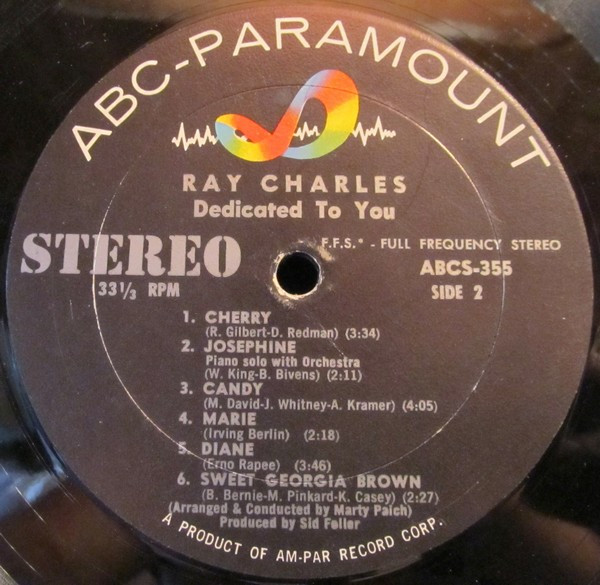 ABC-PARAMOUNT
RAY CHARLES
Dedicated To You
STEREO
F.F.S.* - FULL FREQUENCY STEREO
33 1/3 RPM
ABCS-355
SIDE 2
1. CHERRY
(R. Gilbert-D. Redman) (3:34)
2. JOSEPHINE
Piano solo with Orchestra
(W. King-B. Bivens) (2:11)
3. CANDY
(M. David-J. Whitney-A. Kramer) (4:05)
4. MARIE
(Irving Berlin) (2:18)
5. DIANE
(Erno Rapee) (3:46)
6. SWEET GEORGIA BROWN
(B. Bernie-M. Pinkard-K. Casey) (2:27)
(Arranged & Conducted by Marty Paich)
Produced by Sid Feller
A PRODUCT OF AM-PAR RECORD CORP.